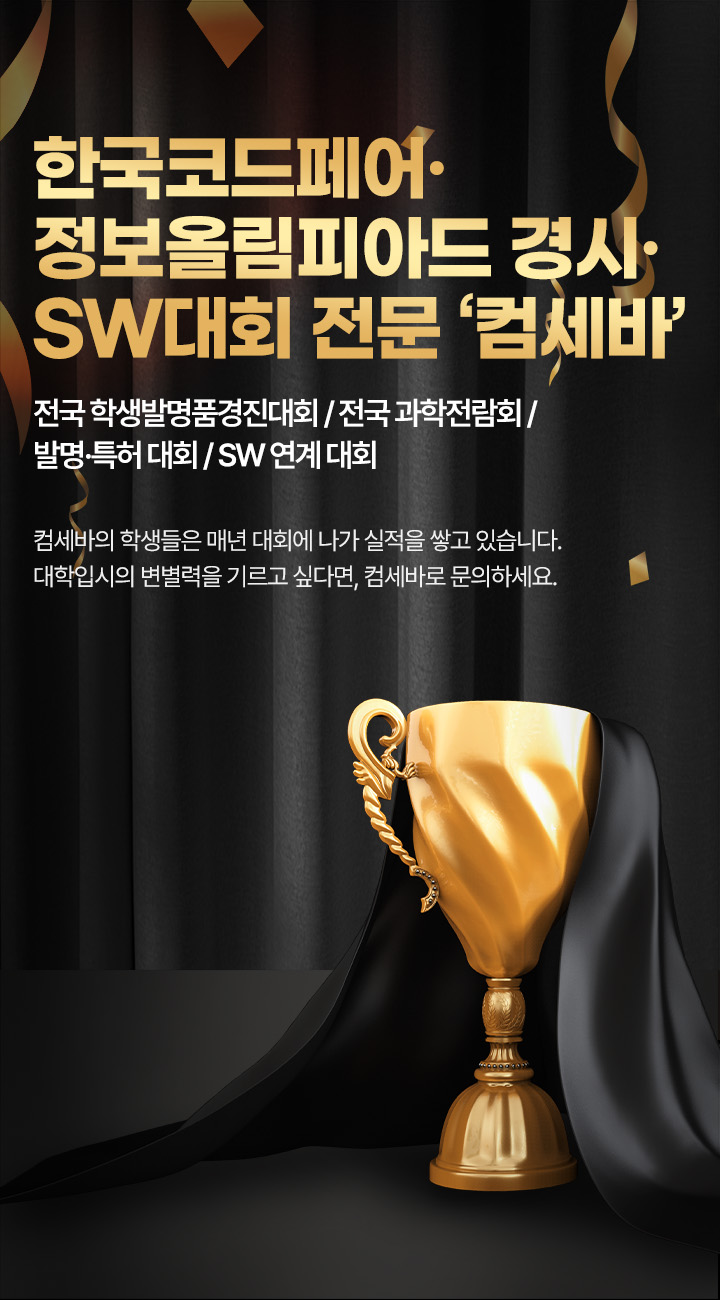 한국코드페어·
정보올림피아드 경시·
SW대회 전문 ‘컴세바’
전국 학생발명품경진대회 / 전국 과학전람회 /
발명·특허 대회 / SW 연계 대회
컴세바의 학생들은 매년 대회에 나가 실적을 쌓고 있습니다.
대학입시의 변별력을 기르고 싶다면, 컴세바로 문의하세요.